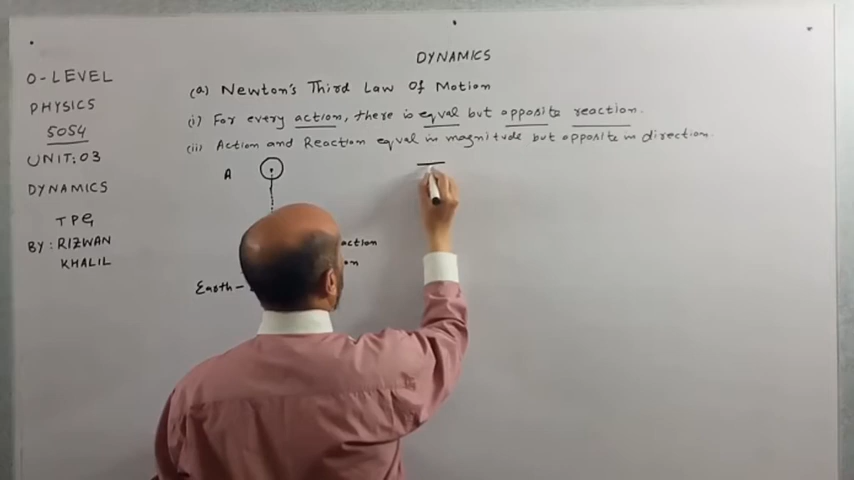 DYNAMICS
O-LEVEL
PHYSICS
5054
UNIT: 03
DYNAMICS
TPG
BY: RIZWAN
KHALIL
(a) Newton's Third Law Of Motion
(i) For every action, there is equal but opposite reaction.
(ii) Action and Reaction equal in magnitude but opposite in direction.
A
action
Earth-